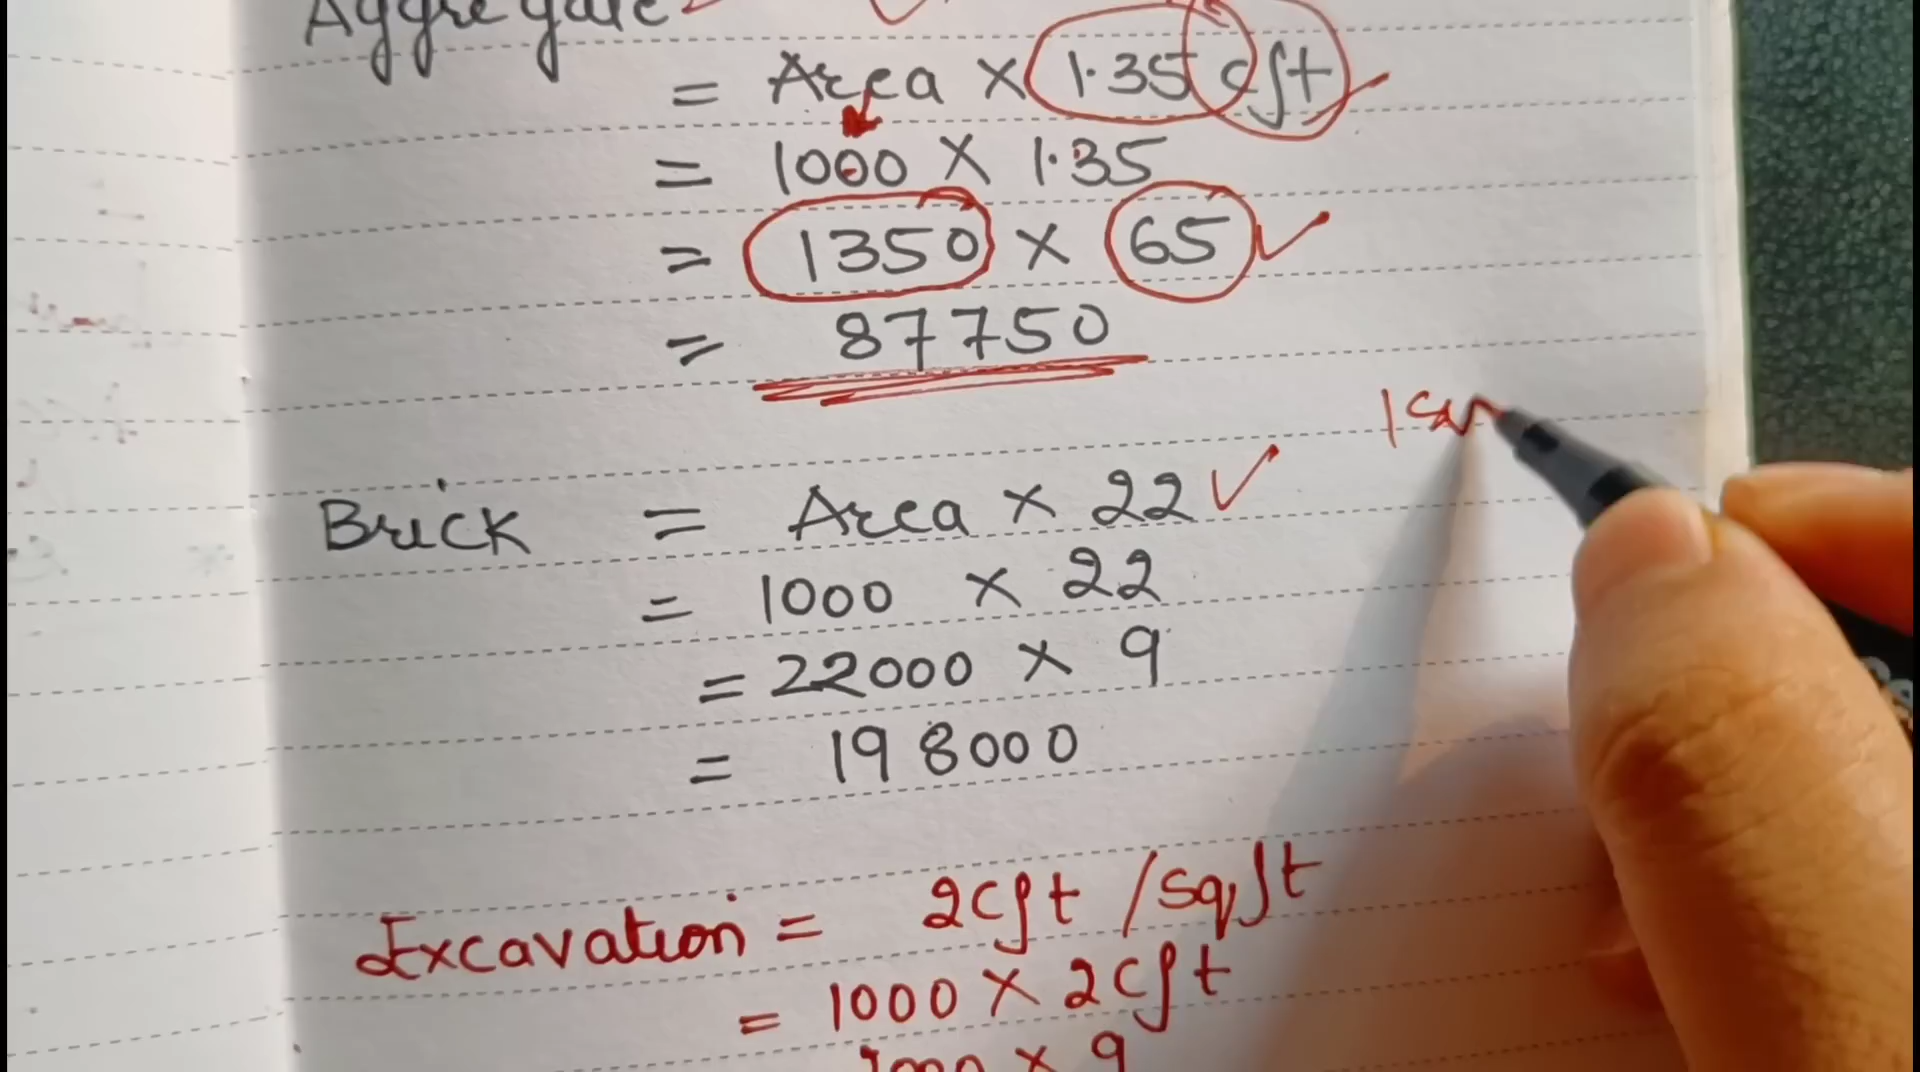 Aggregate
= Area × 1.35 cft
= 1000 × 1.35
= 1350 × 65
= 87750
Brick = Area × 22
= 1000 × 22
= 22000 × 9
= 198000
Excavation = 2cft /sqft
= 1000 × 2cft